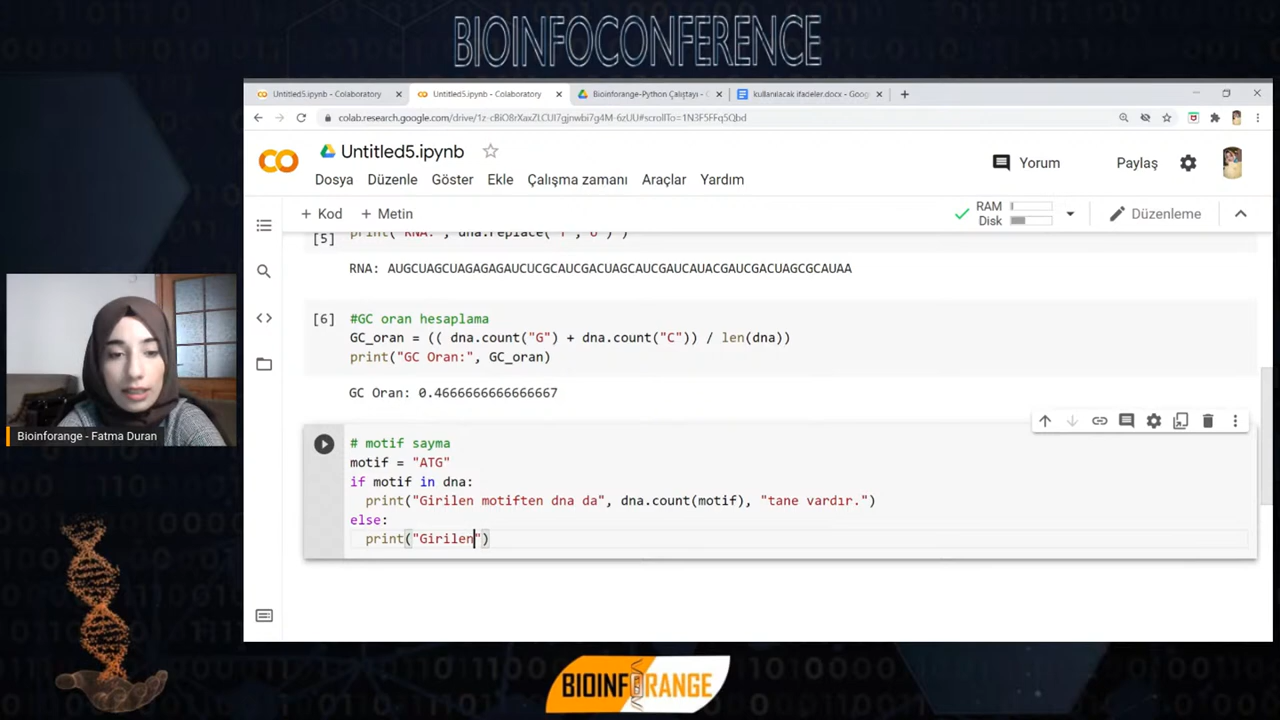 BIOINFOCONFERENCE
Untitled5.ipynb - Colaboratory
Untitled5.ipynb - Colaboratory
Bioinforange-Python Çalıştayı - G
kullanılacak ifadeler.docx - Goog
Untitled5.ipynb
Dosya Düzenle Göster Ekle Çalışma zamanı Araçlar Yardım
Yorum
Paylaş
+ Kod + Metin
RAM
Disk
Düzenleme
[5]
RNA: AUGCUAGCUAGAGAGAUCUCGCAUCGACUAGCAUCGAUCAUACGAUCGACUAGCGCAUAA
[6] #GC oran hesaplama
GC_oran = (( dna.count("G") + dna.count("C")) / len(dna))
print("GC Oran:", GC_oran)
GC Oran: 0.4666666666666667
# motif sayma
motif = "ATG"
if motif in dna:
print("Girilen motiften dna da", dna.count(motif), "tane vardır.")
else:
print("Girilen")
Bioinforange - Fatma Duran
BIOINFORANGE